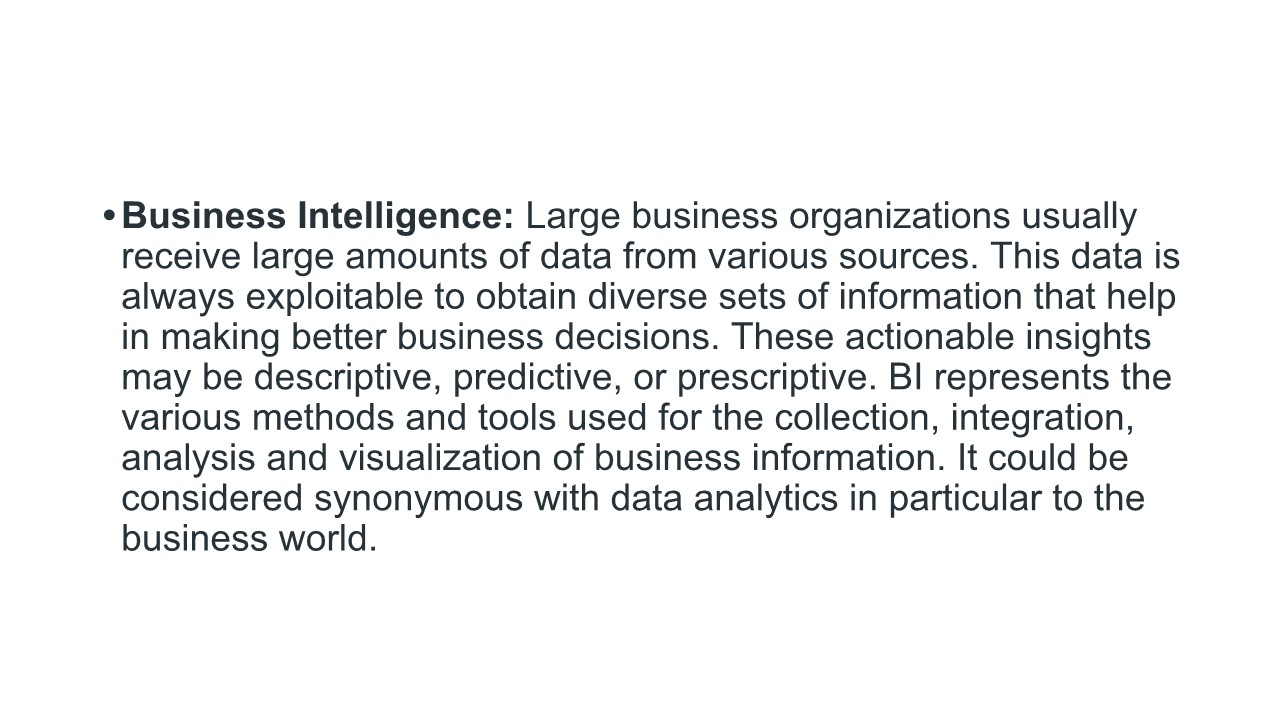 •Business Intelligence: Large business organizations usually
receive large amounts of data from various sources. This data is
always exploitable to obtain diverse sets of information that help
in making better business decisions. These actionable insights
may be descriptive, predictive, or prescriptive. BI represents the
various methods and tools used for the collection, integration,
analysis and visualization of business information. It could be
considered synonymous with data analytics in particular to the
business world.